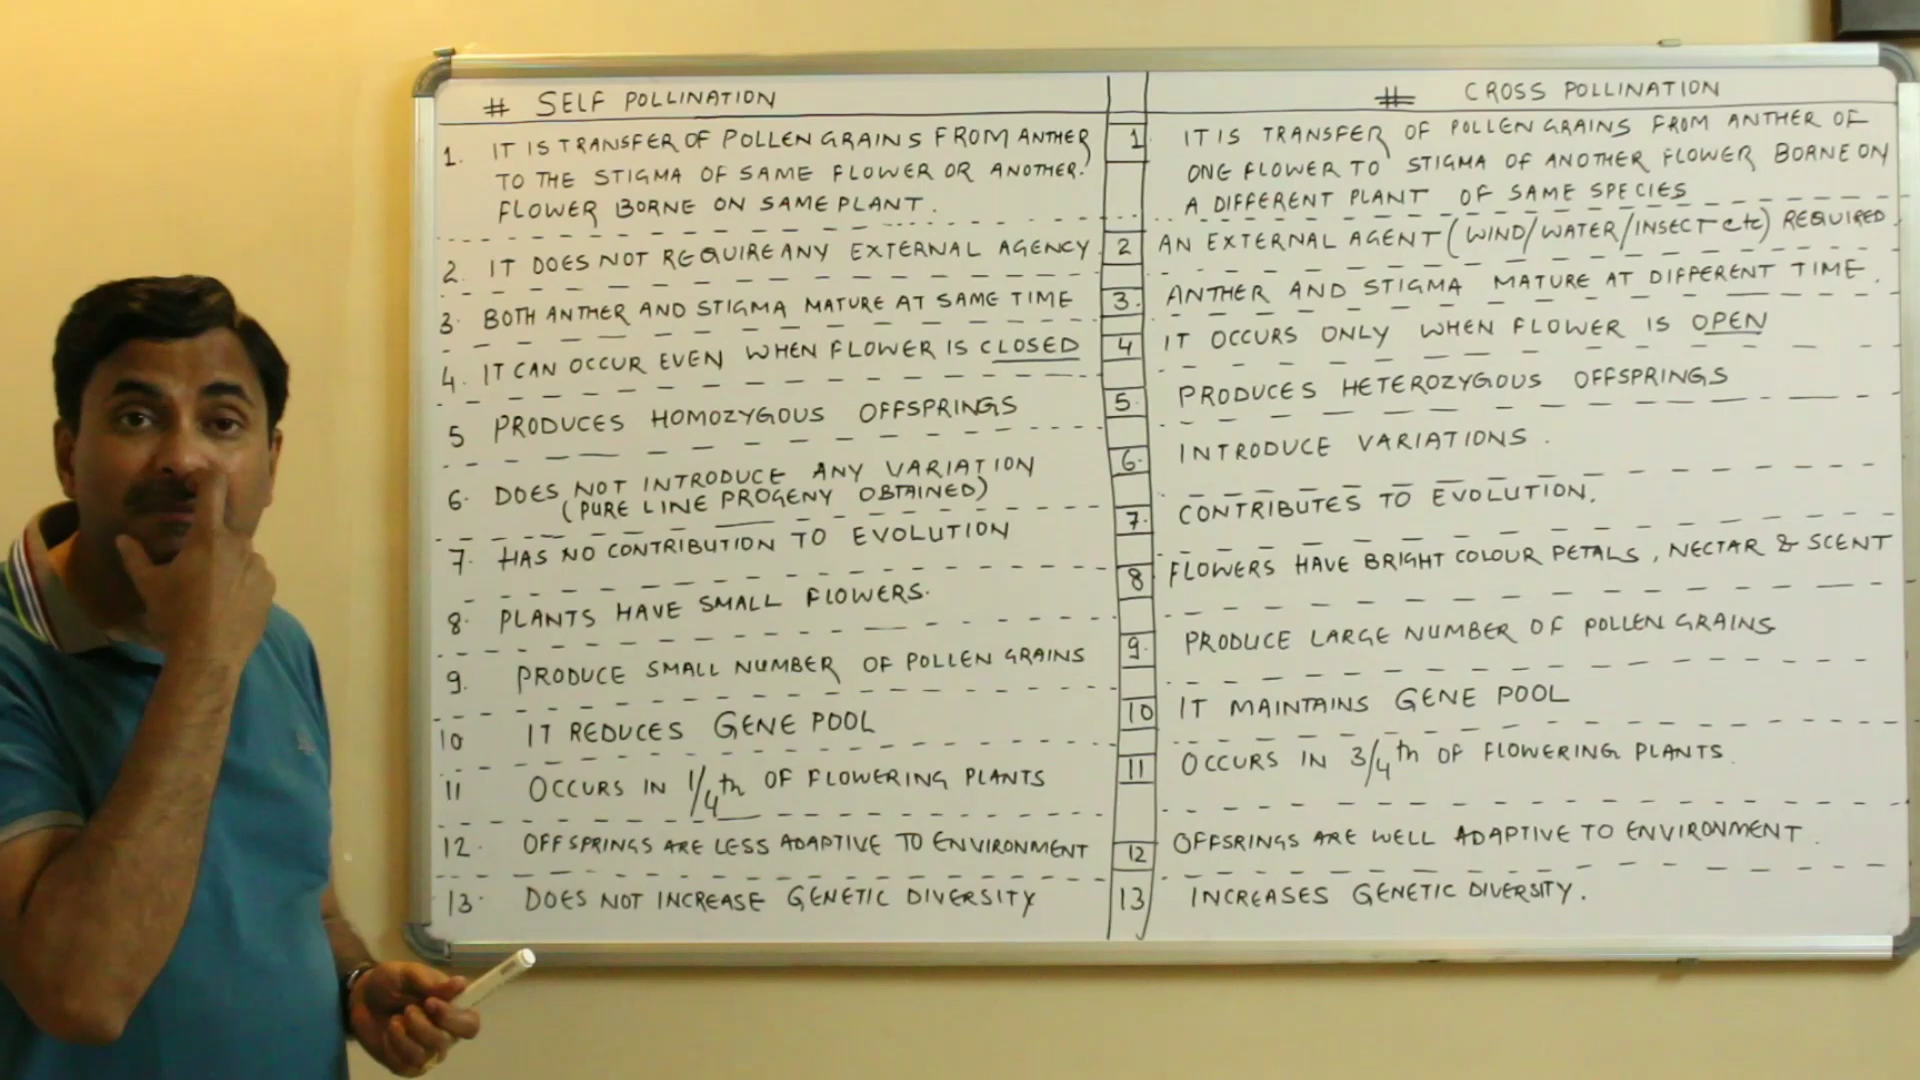 # SELF POLLINATION
1. IT IS TRANSFER OF POLLEN GRAINS FROM ANTHER
TO THE STIGMA OF SAME FLOWER OR ANOTHER.
FLOWER BORNE ON SAME PLANT.
2. IT DOES NOT REQUIRE ANY EXTERNAL AGENCY
3. BOTH ANTHER AND STIGMA MATURE AT SAME TIME
4. IT CAN OCCUR EVEN WHEN FLOWER IS CLOSED
5 PRODUCES HOMOZYGOUS OFFSPRINGS
6. DOES NOT INTRODUCE ANY VARIATION
(PURE LINE PROGENY OBTAINED)
7. HAS NO CONTRIBUTION TO EVOLUTION
8. PLANTS HAVE SMALL FLOWERS.
9. PRODUCE SMALL NUMBER OF POLLEN GRAINS
10 IT REDUCES GENE POOL
11 OCCURS IN 1/4th OF FLOWERING PLANTS
12. OFFSPRINGS ARE LESS ADAPTIVE TO ENVIRONMENT
13. DOES NOT INCREASE GENETIC DIVERSITY
# CROSS POLLINATION
1. IT IS TRANSFER OF POLLEN GRAINS FROM ANTHER OF
ONE FLOWER TO STIGMA OF ANOTHER FLOWER BORNE ON
A DIFFERENT PLANT OF SAME SPECIES
2 AN EXTERNAL AGENT (WIND/WATER/INSECT etc) REQUIRED.
3. ANTHER AND STIGMA MATURE AT DIFFERENT TIME.
4 IT OCCURS ONLY WHEN FLOWER IS OPEN
5. PRODUCES HETEROZYGOUS OFFSPRINGS
6. INTRODUCE VARIATIONS.
7. CONTRIBUTES TO EVOLUTION.
8 FLOWERS HAVE BRIGHT COLOUR PETALS, NECTAR & SCENT
9. PRODUCE LARGE NUMBER OF POLLEN GRAINS
10 IT MAINTAINS GENE POOL
11 OCCURS IN 3/4th OF FLOWERING PLANTS.
12 OFFSRINGS ARE WELL ADAPTIVE TO ENVIRONMENT.
13 INCREASES GENETIC DIVERSITY.